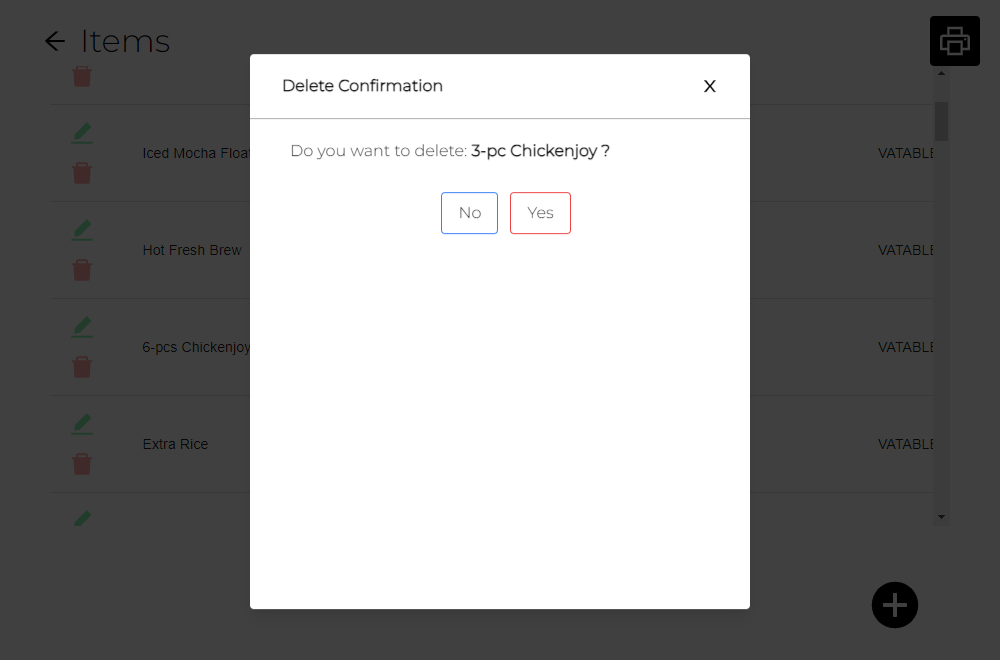 Items
Delete Confirmation
X
Do you want to delete: 3-pc Chickenjoy ?
No
Yes
Iced Mocha Float
VATABLE
Hot Fresh Brew
VATABLE
6-pcs Chickenjoy
VATABLE
Extra Rice
VATABLE